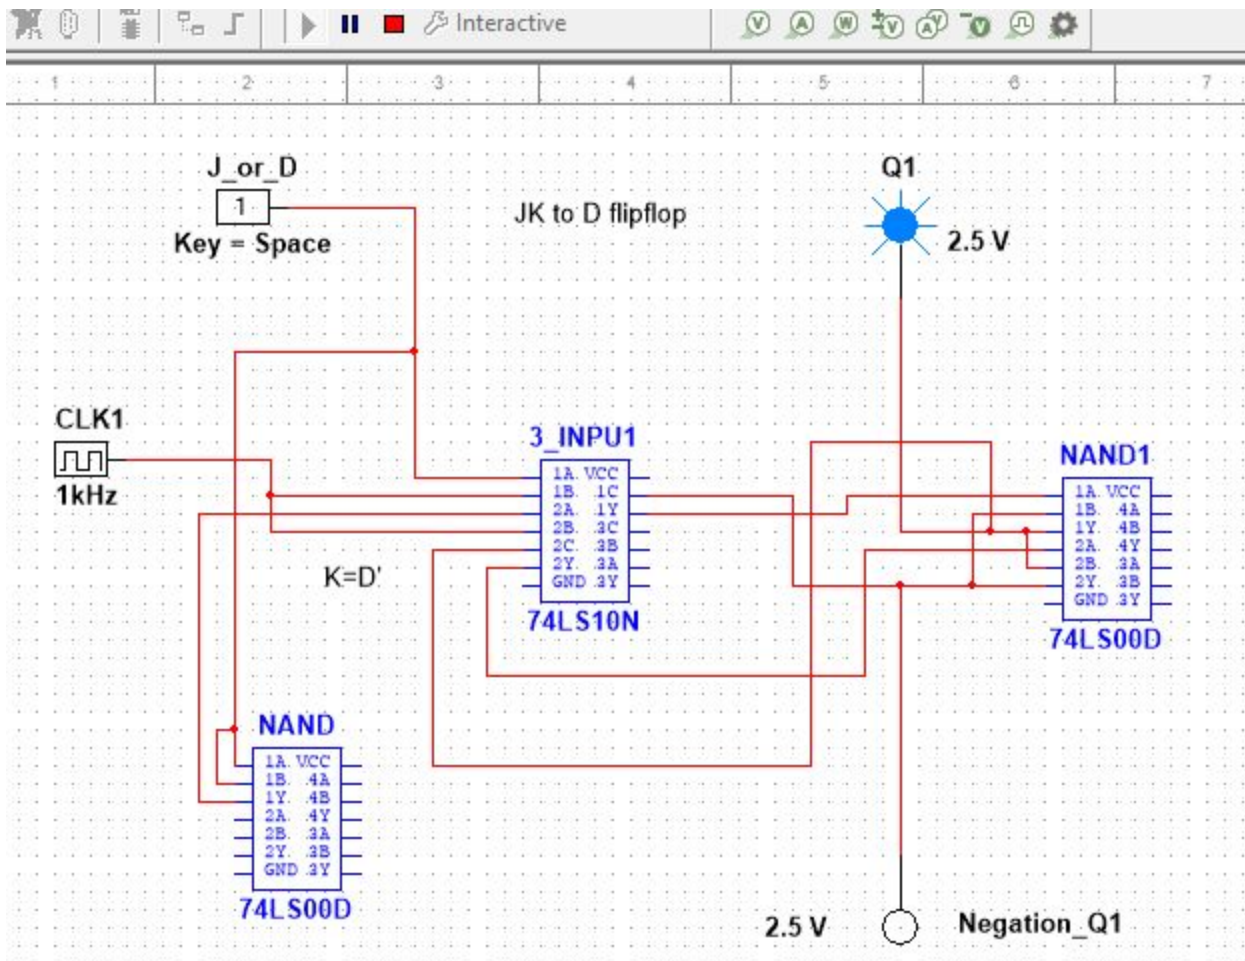 Interactive
V A W V A V V
1 2 3 4 5 6 7
J_or_D
1
Key = Space
JK to D flipflop
Q1
2.5 V
CLK1
1kHz
3_INPU1
1A VCC
1B 1C
2A 1Y
2B 3C
2C 3B
2Y 3A
GND 3Y
74LS10N
NAND1
1A VCC
1B 4A
1Y 4B
2A 4Y
2B 3A
2Y 3B
GND 3Y
74LS00D
K=D'
NAND
1A VCC
1B 4A
1Y 4B
2A 4Y
2B 3A
2Y 3B
GND 3Y
74LS00D
2.5 V
Negation_Q1